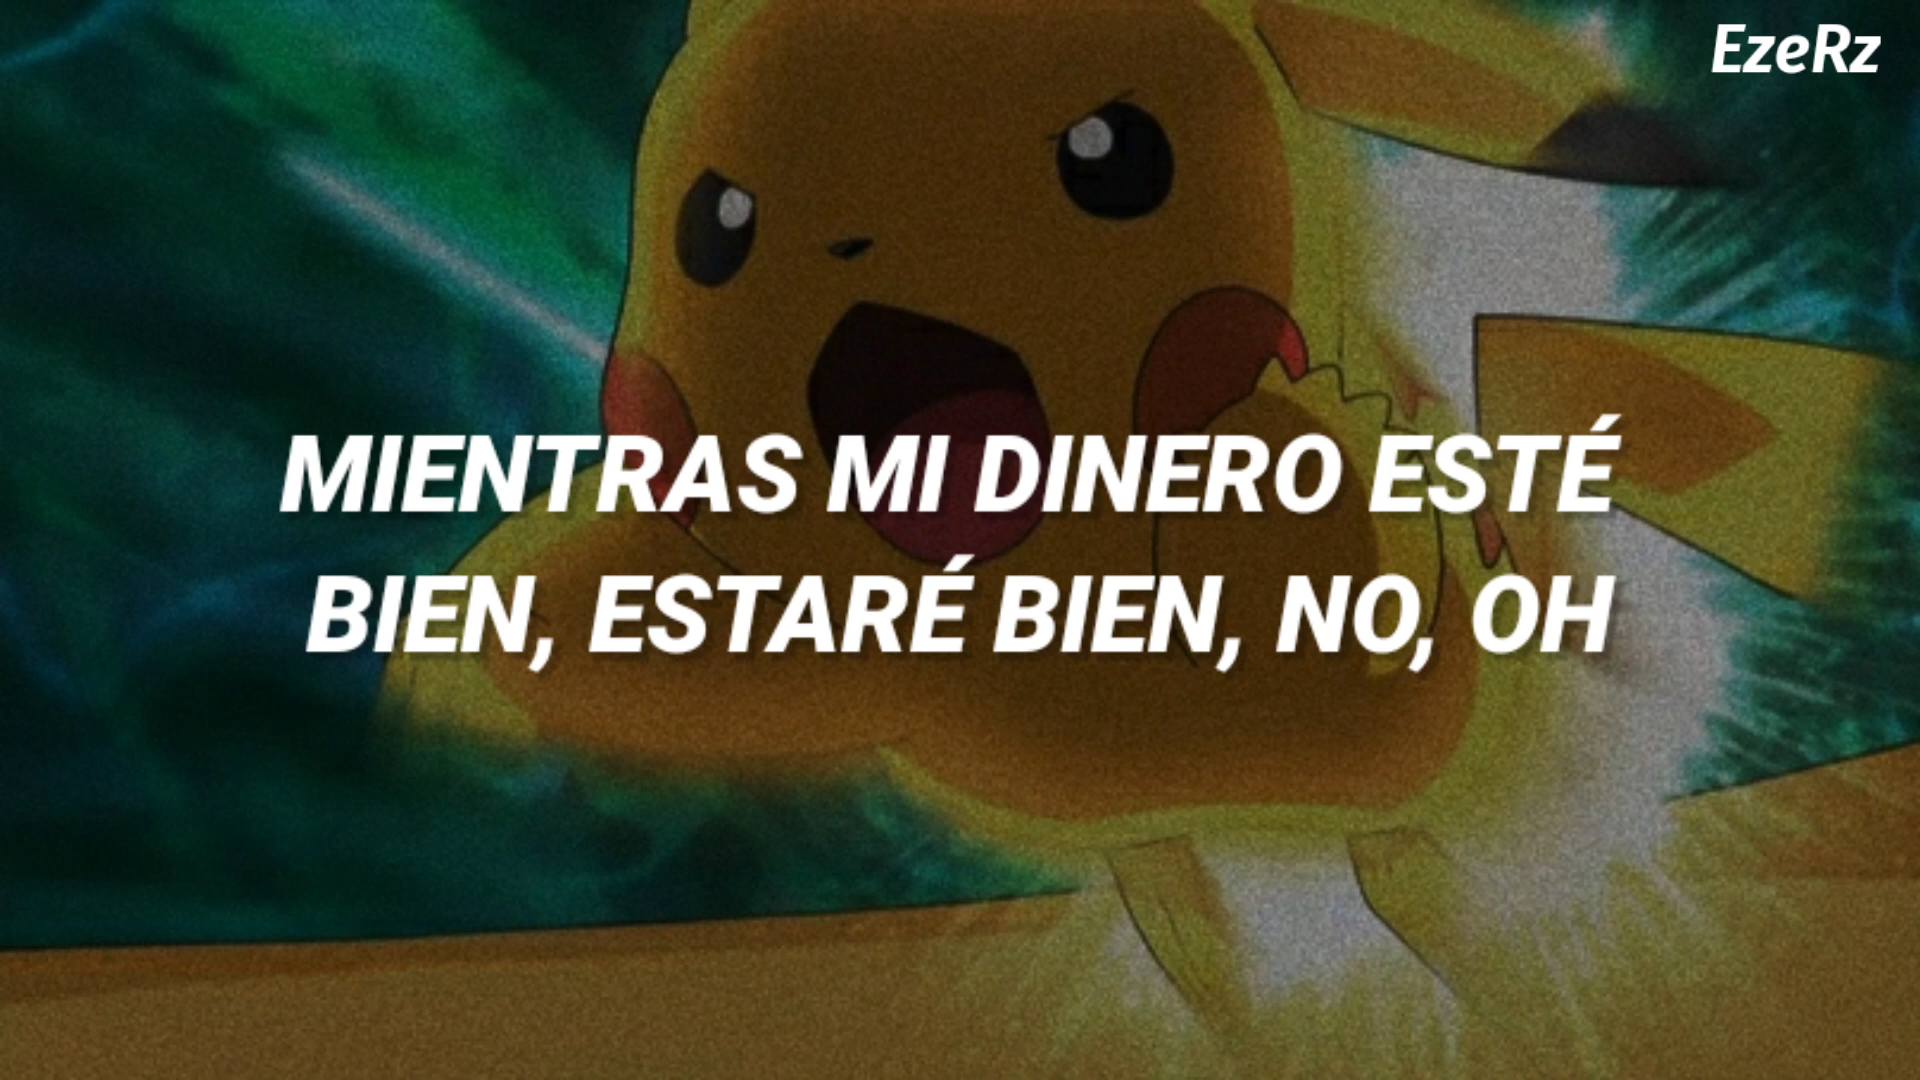 EzeRz
MIENTRAS MI DINERO ESTÉ
BIEN, ESTARÉ BIEN, NO, OH